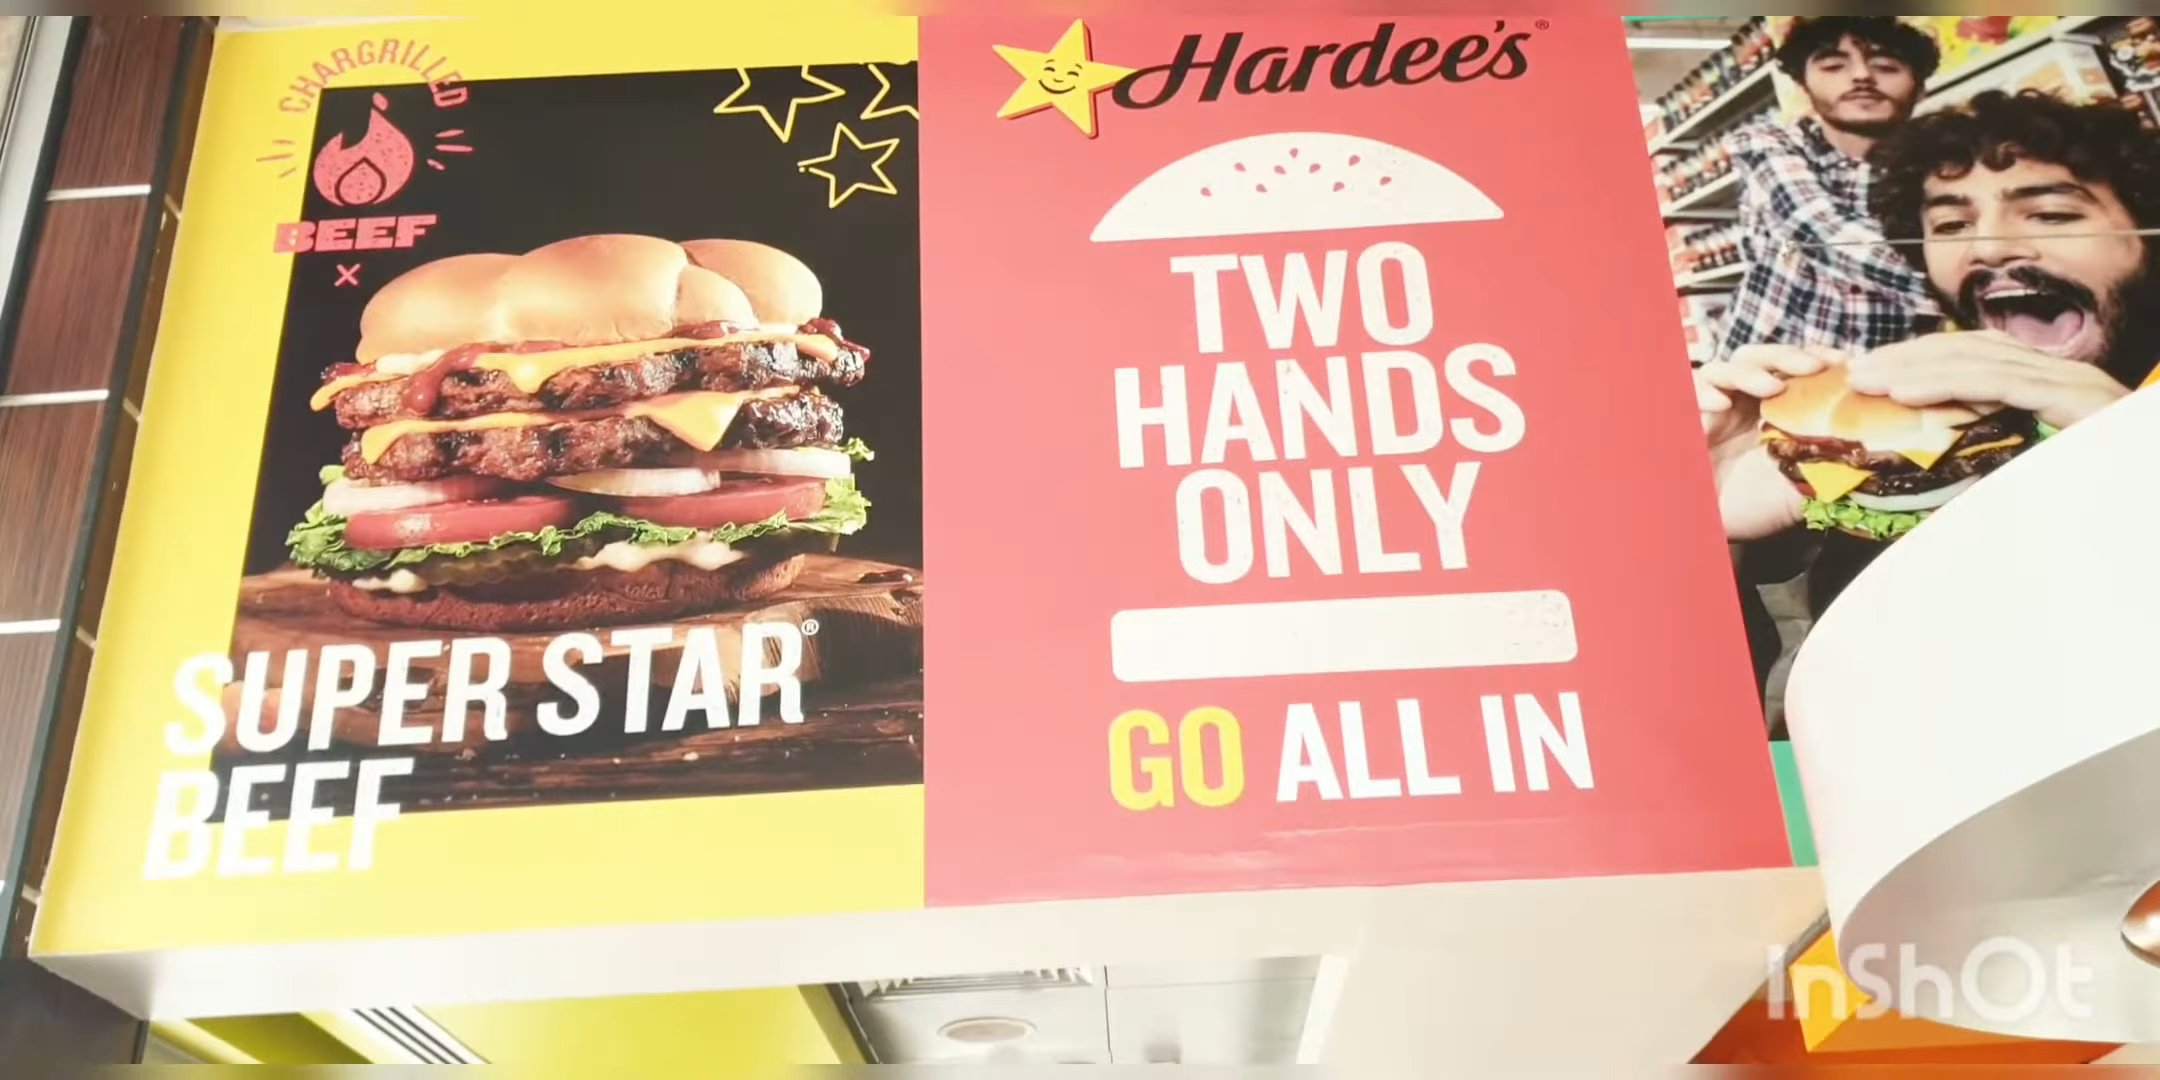 CHARGRILLED
BEEF
X
SUPER STAR®
BEEF
Hardee's®
TWO
HANDS
ONLY
GO ALL IN
InShOt